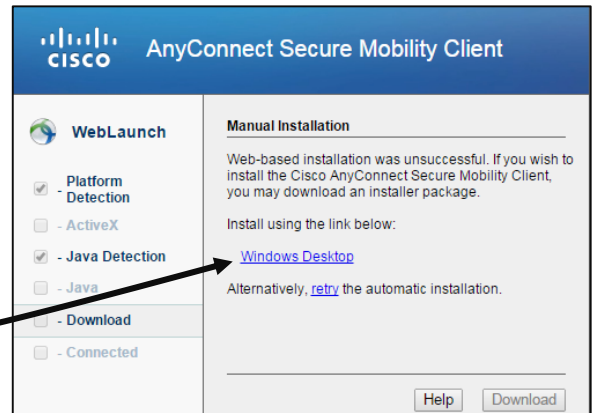 CISCO
AnyConnect Secure Mobility Client
WebLaunch
- Platform
Detection
- ActiveX
- Java Detection
- Java
- Download
- Connected
Manual Installation
Web-based installation was unsuccessful. If you wish to
install the Cisco AnyConnect Secure Mobility Client,
you may download an installer package.
Install using the link below:
Windows Desktop
Alternatively, retry the automatic installation.
Help
Download